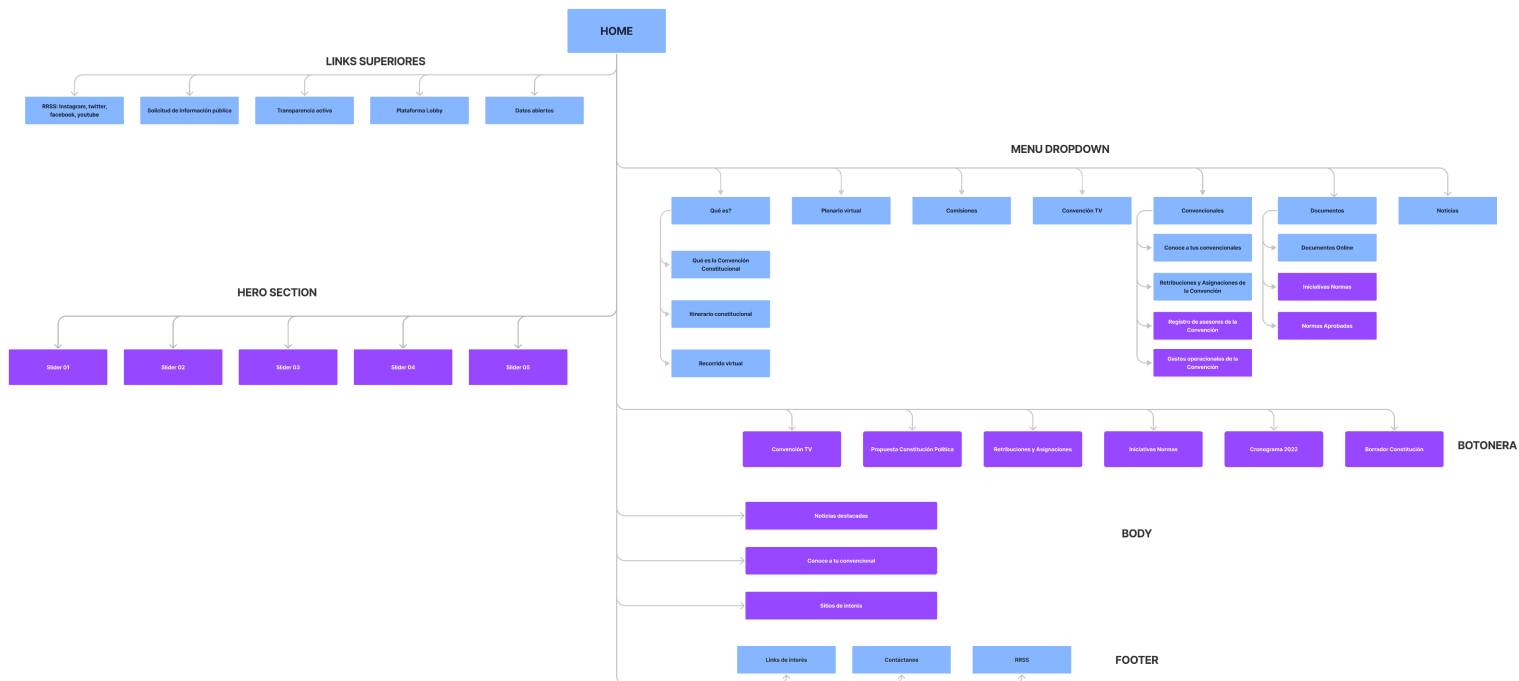 HOME
LINKS SUPERIORES
RRSS: Instagram, twitter,
facebook, youtube
Solicitud de información pública
Transparencia activa
Plataforma Lobby
Datos abiertos
MENU DROPDOWN
Qué es?
Plenario virtual
Comisiones
Convención TV
Convencionales
Documentos
Noticias
Qué es la Convención
Constitucional
Itinerario constitucional
Recorrido virtual
Conoce a tus convencionales
Retribuciones y Asignaciones de
la Convención
Registro de asesores de la
Convención
Gastos operacionales de la
Convención
Documentos Online
Iniciativas Normas
Normas Aprobadas
HERO SECTION
Slider 01
Slider 02
Slider 03
Slider 04
Slider 05
Convención TV
Propuesta Constitución Política
Retribuciones y Asignaciones
Iniciativas Normas
Cronograma 2022
Borrador Constitución
BOTONERA
Noticias destacadas
BODY
Conoce a tu convencional
Sitios de interés
Links de interés
Contáctanos
RRSS
FOOTER